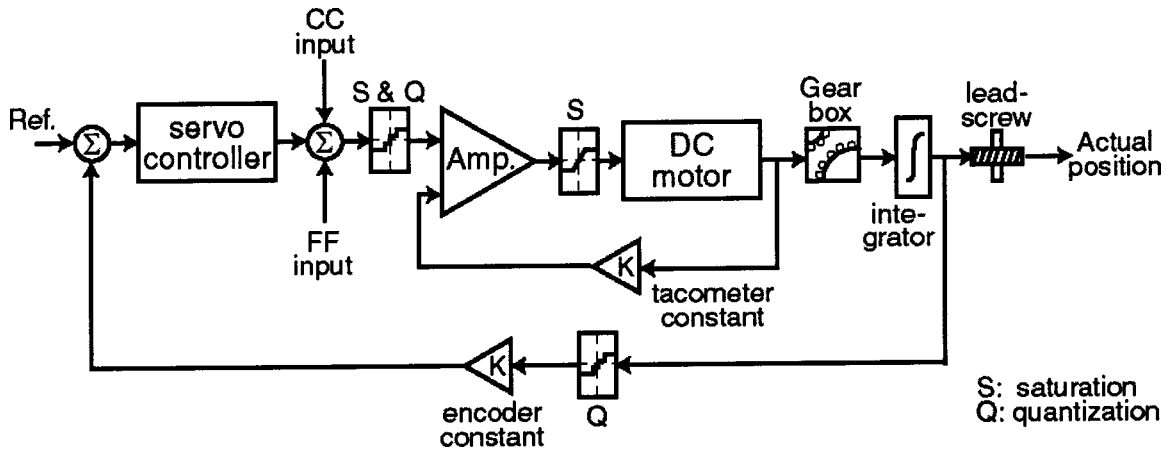 CC
input
S & Q
Ref.
Σ
servo
controller
Σ
FF
input
Amp.
S
DC
motor
Gear
box
inte-
grator
lead-
screw
Actual
position
K
tacometer
constant
K
encoder
constant
Q
S: saturation
Q: quantization